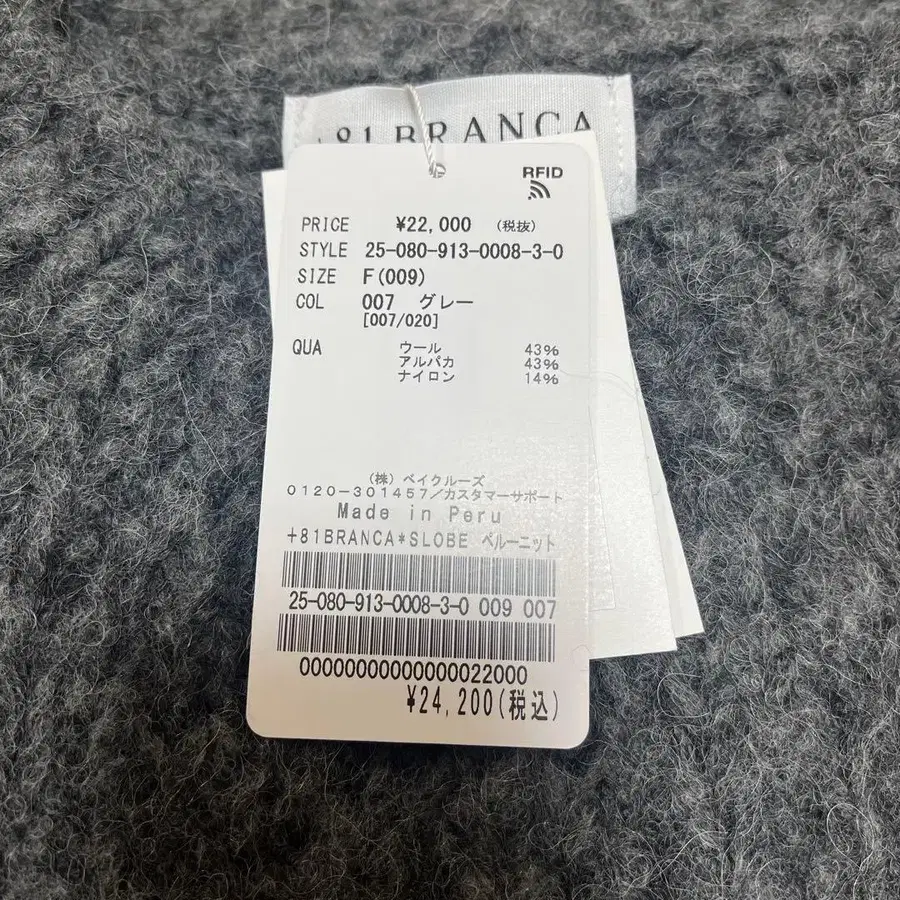 +81 BRANCA
RFID
PRICE ¥22,000 (税抜)
STYLE 25-080-913-0008-3-0
SIZE F(009)
COL 007 グレー
[007/020]
QUA ウール 43%
アルパカ 43%
ナイロン 14%
(株) ベイクルーズ
0120-301457/カスタマーサポート
Made in Peru
+81BRANCA*SLOBE ペルーニット
25-080-913-0008-3-0 009 007
0000000000000022000
¥24,200(税込)